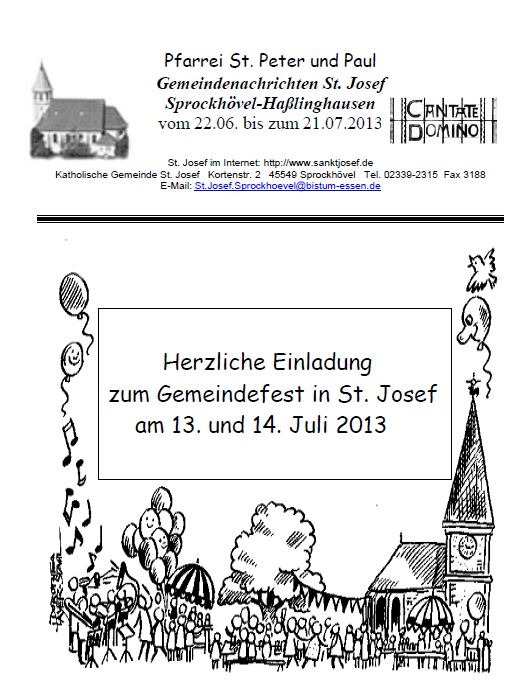 Pfarrei St. Peter und Paul
Gemeindenachrichten St. Josef
Sprockhövel-Haßlinghausen
vom 22.06. bis zum 21.07.2013
CANTATE
DOMINO
St. Josef im Internet: http://www.sanktjosef.de
Katholische Gemeinde St. Josef Kortenstr. 2 45549 Sprockhövel Tel. 02339-2315 Fax 3188
E-Mail: St.Josef.Sprockhoevel@bistum-essen.de
Herzliche Einladung
zum Gemeindefest in St. Josef
am 13. und 14. Juli 2013